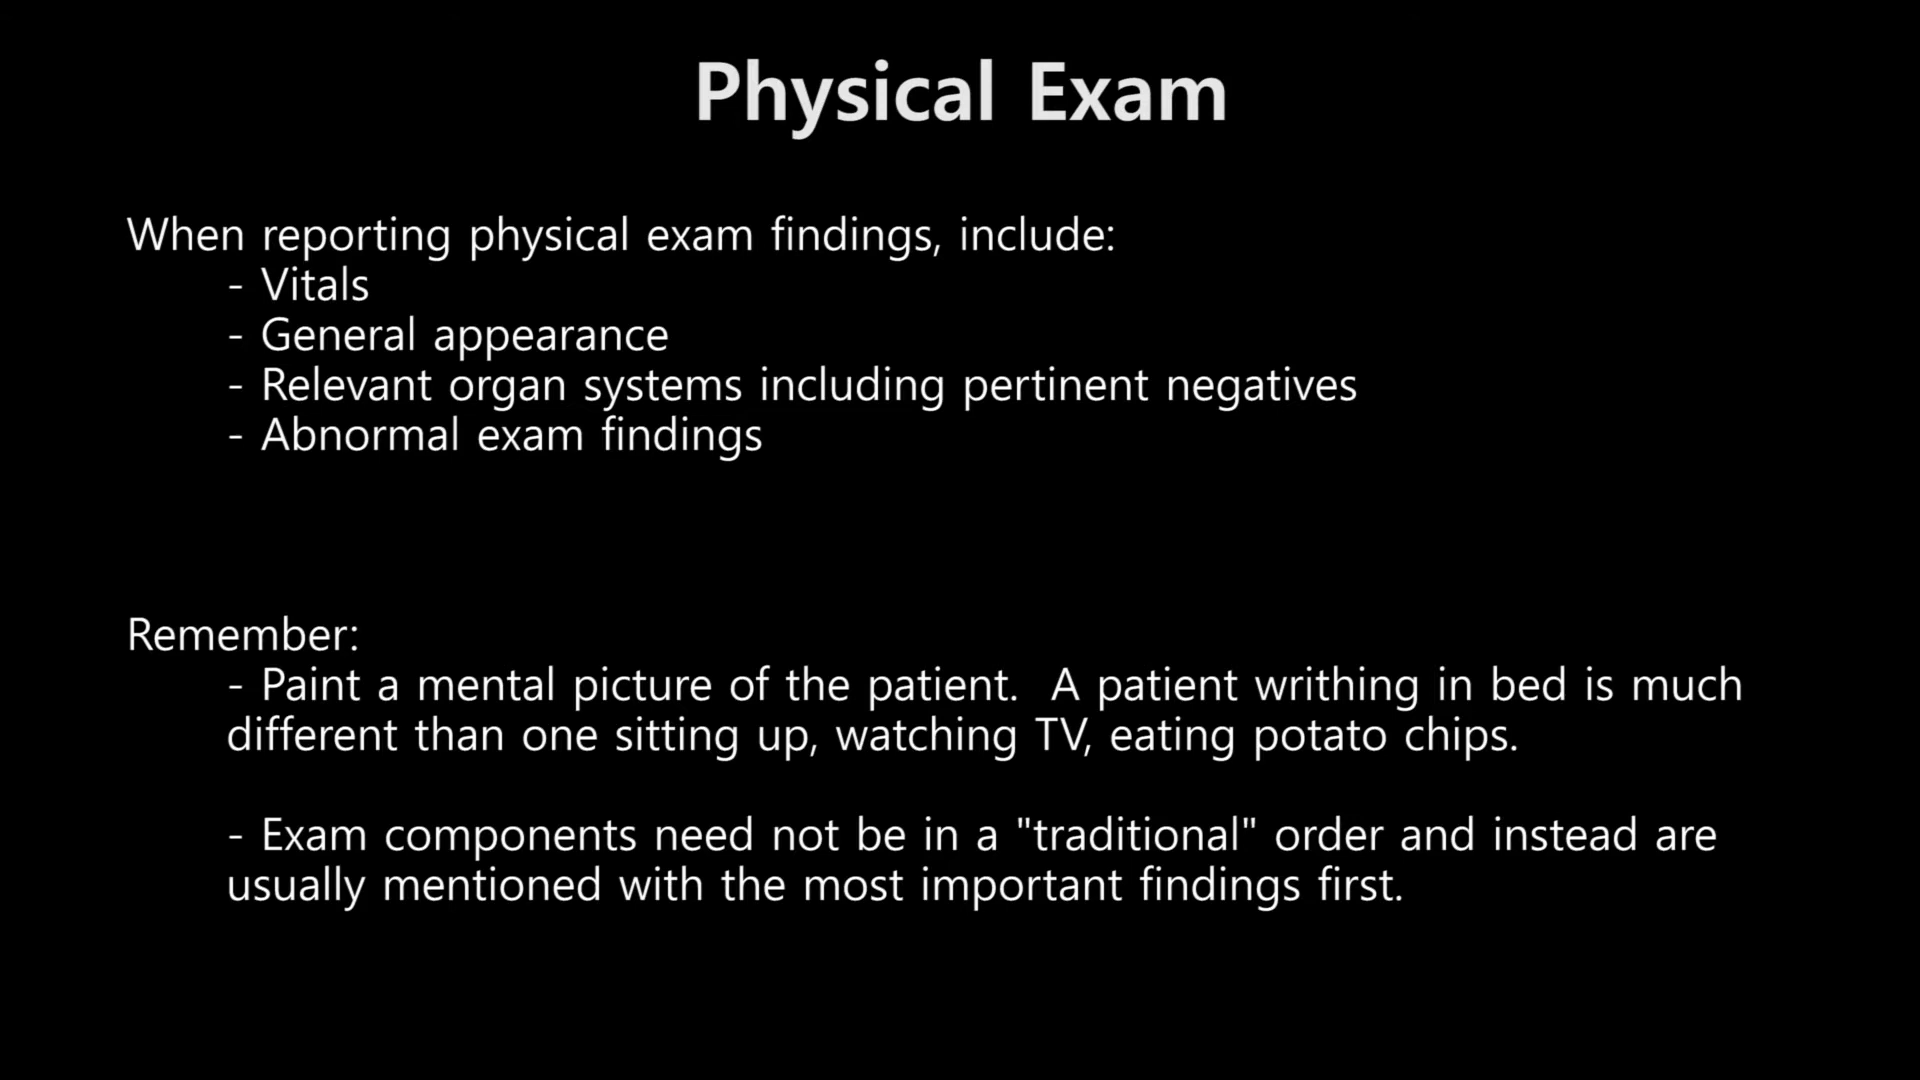 Physical Exam
When reporting physical exam findings, include:
- Vitals
- General appearance
- Relevant organ systems including pertinent negatives
- Abnormal exam findings
Remember:
- Paint a mental picture of the patient.  A patient writhing in bed is much
different than one sitting up, watching TV, eating potato chips.
- Exam components need not be in a "traditional" order and instead are
usually mentioned with the most important findings first.